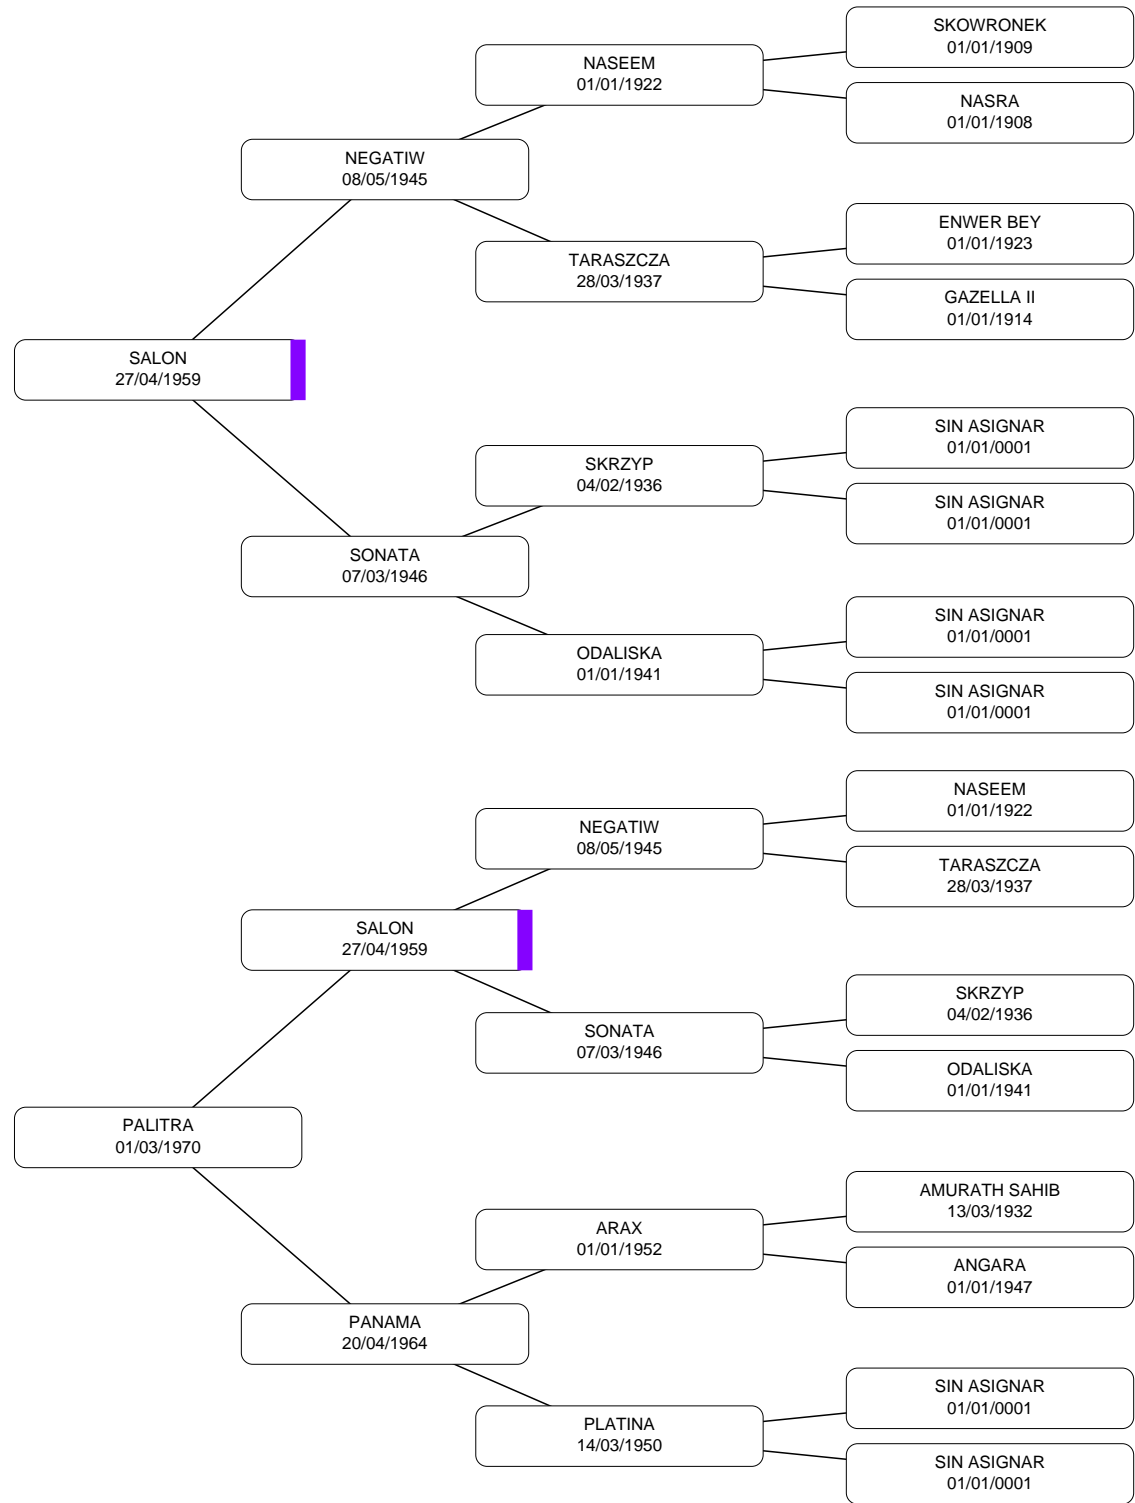 SKOWRONEK
01/01/1909
NASEEM
01/01/1922
NASRA
01/01/1908
NEGATIW
08/05/1945
ENWER BEY
01/01/1923
TARASZCZA
28/03/1937
GAZELLA II
01/01/1914
SALON
27/04/1959
SIN ASIGNAR
01/01/0001
SKRZYP
04/02/1936
SIN ASIGNAR
01/01/0001
SONATA
07/03/1946
SIN ASIGNAR
01/01/0001
ODALISKA
01/01/1941
SIN ASIGNAR
01/01/0001
NASEEM
01/01/1922
NEGATIW
08/05/1945
TARASZCZA
28/03/1937
SALON
27/04/1959
SKRZYP
04/02/1936
SONATA
07/03/1946
ODALISKA
01/01/1941
PALITRA
01/03/1970
AMURATH SAHIB
13/03/1932
ARAX
01/01/1952
ANGARA
01/01/1947
PANAMA
20/04/1964
SIN ASIGNAR
01/01/0001
PLATINA
14/03/1950
SIN ASIGNAR
01/01/0001